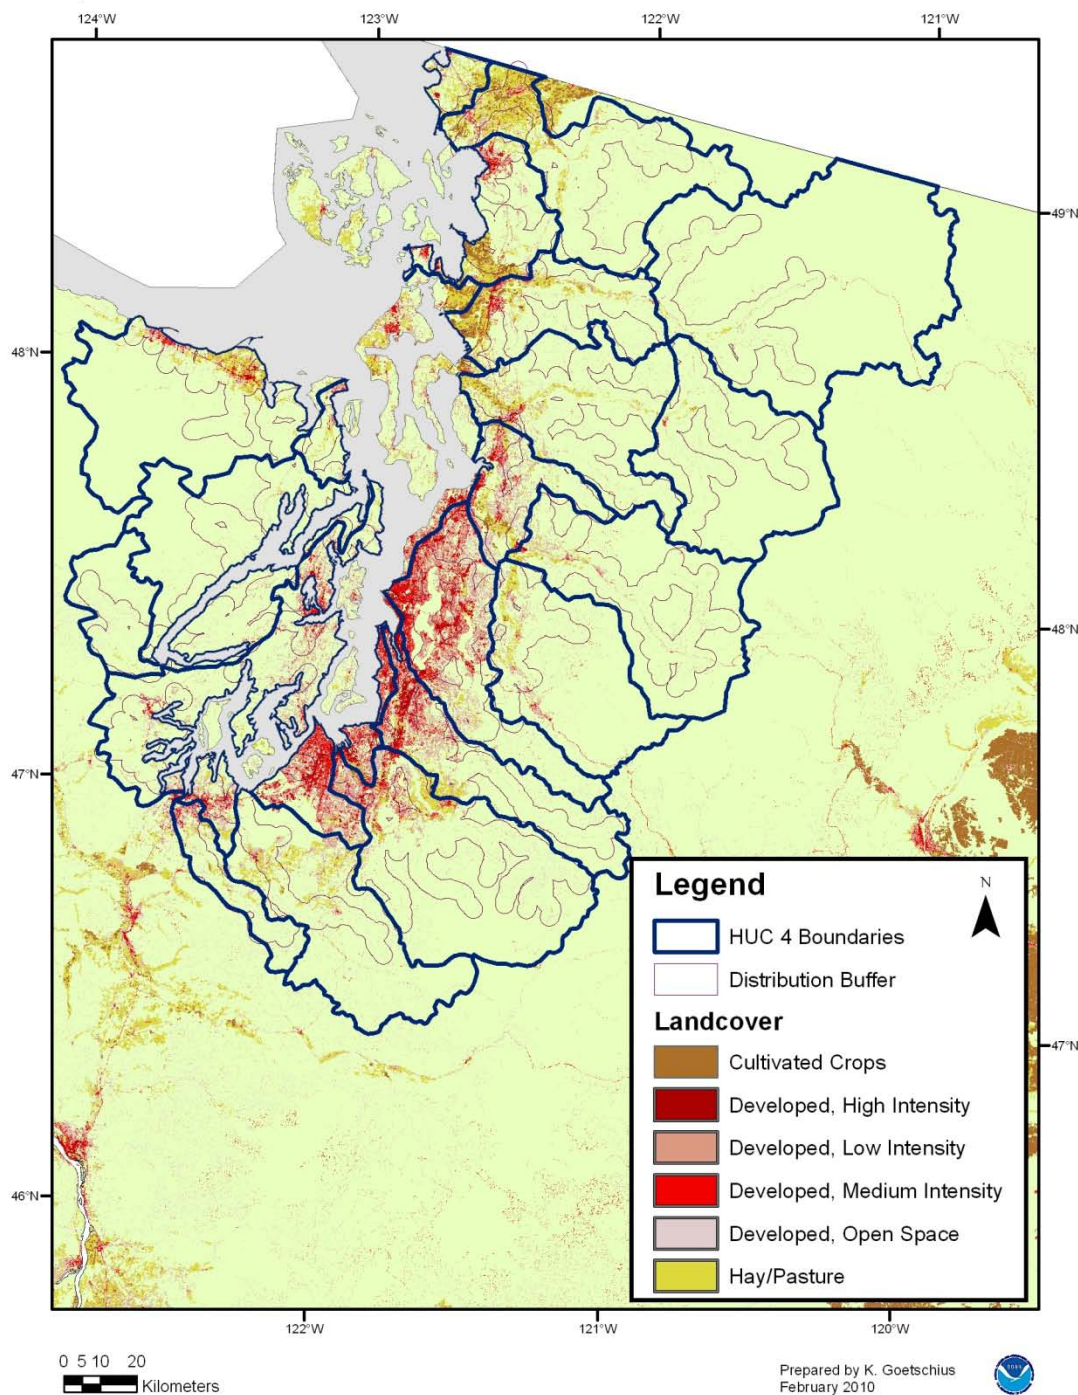 124°W 123°W 122°W 121°W
49°N
48°N
48°N
47°N
47°N
46°N
122°W 121°W 120°W
Legend
N
HUC 4 Boundaries
Distribution Buffer
Landcover
Cultivated Crops
Developed, High Intensity
Developed, Low Intensity
Developed, Medium Intensity
Developed, Open Space
Hay/Pasture
0 5 10 20
Kilometers
Prepared by K. Goetschius
February 2010